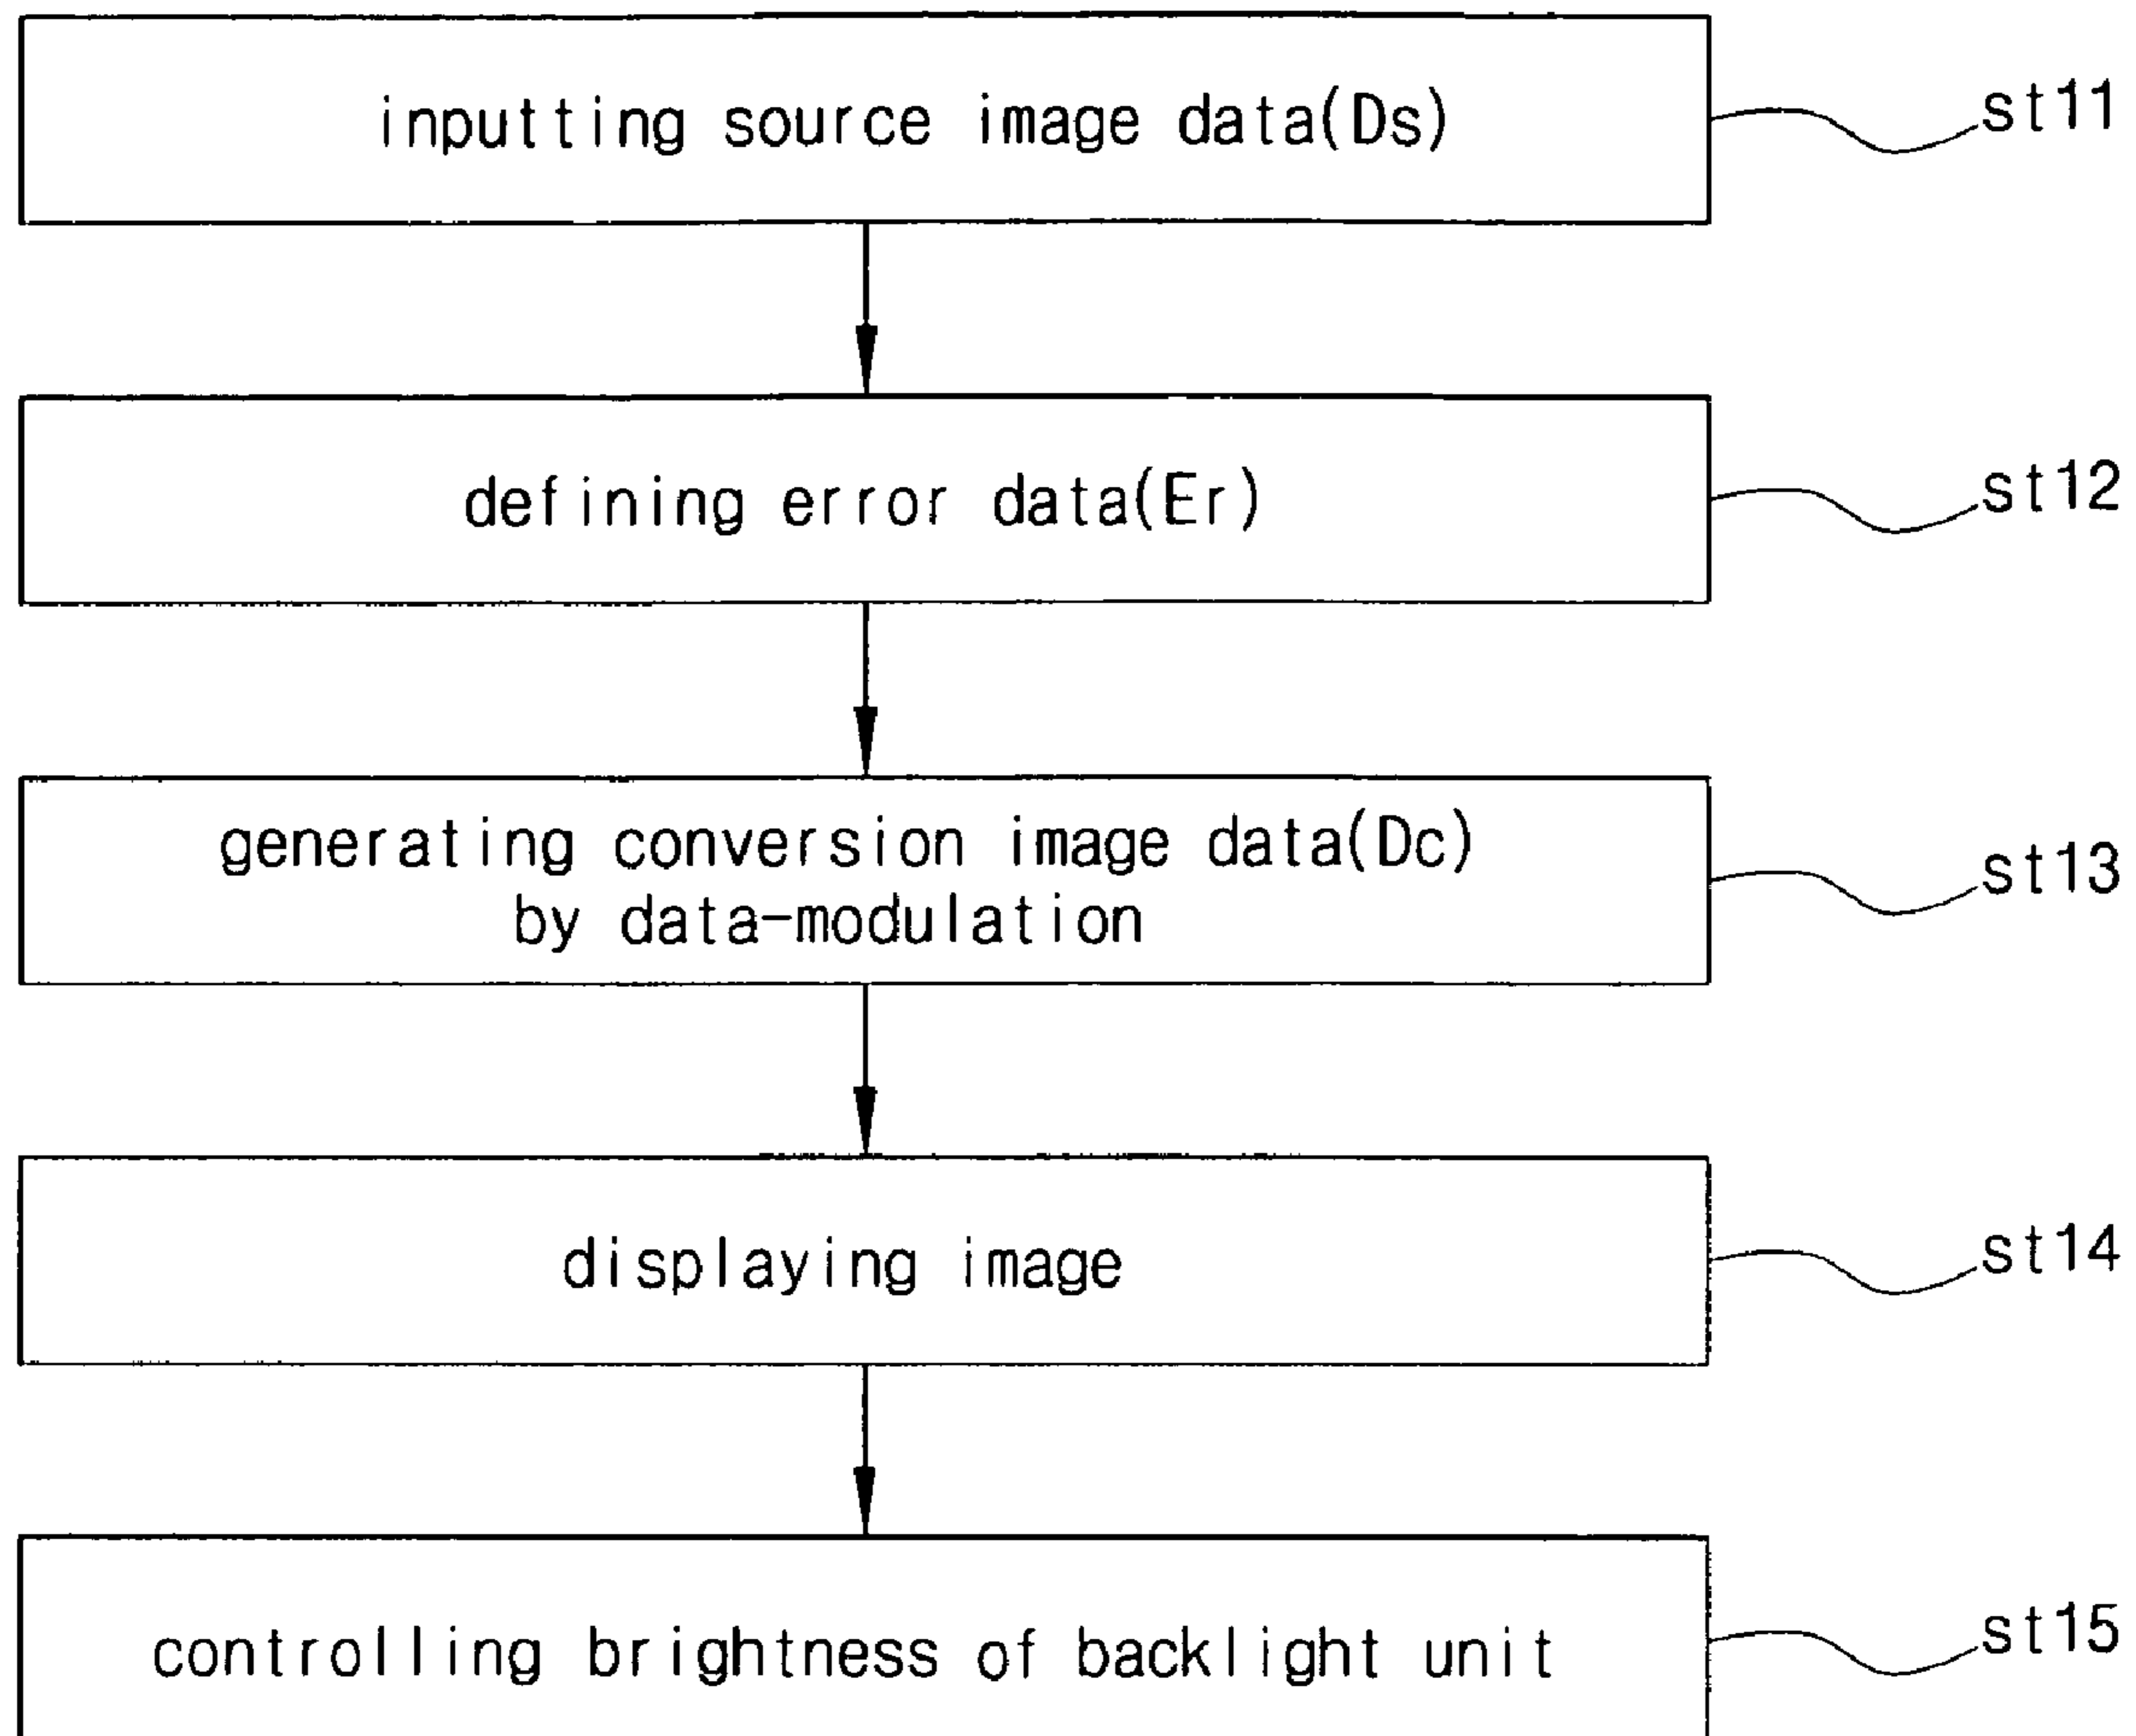 inputting source image data(Ds)
st11
defining error data(Er)
st12
generating conversion image data(Dc)
by data-modulation
st13
displaying image
st14
controlling brightness of backlight unit
st15